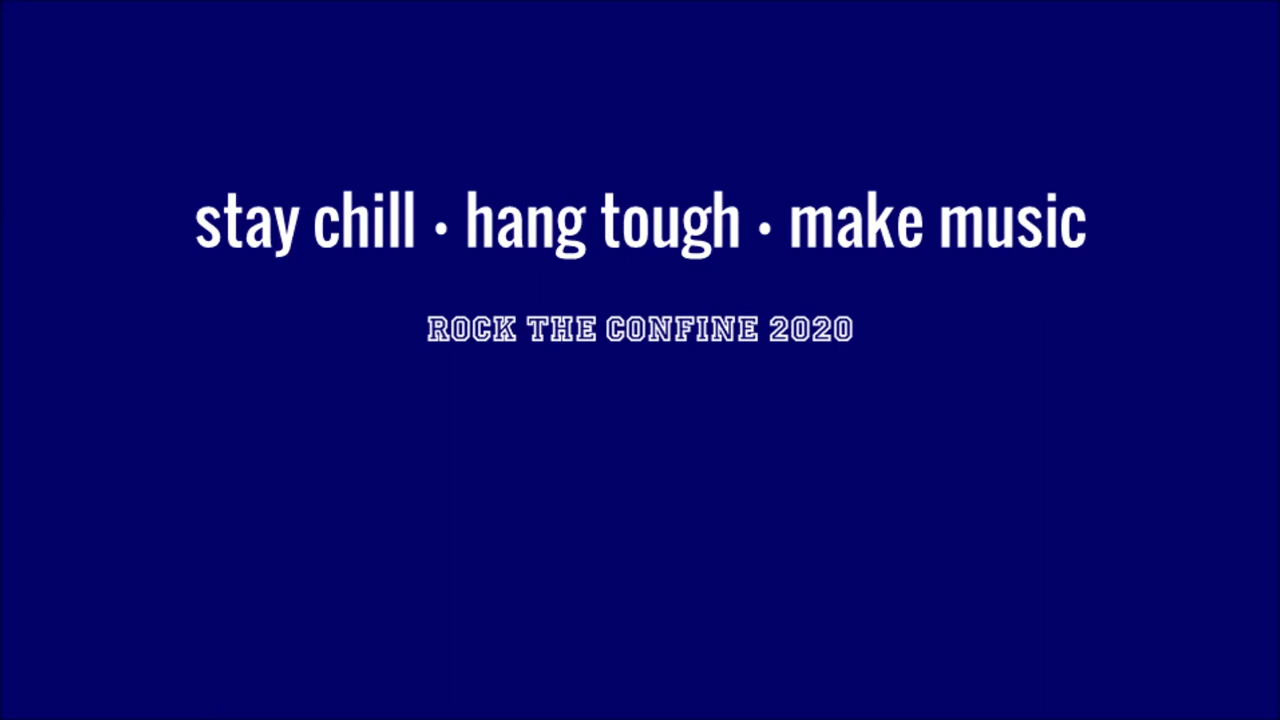 stay chill • hang tough • make music
ROCK THE CONFINE 2020